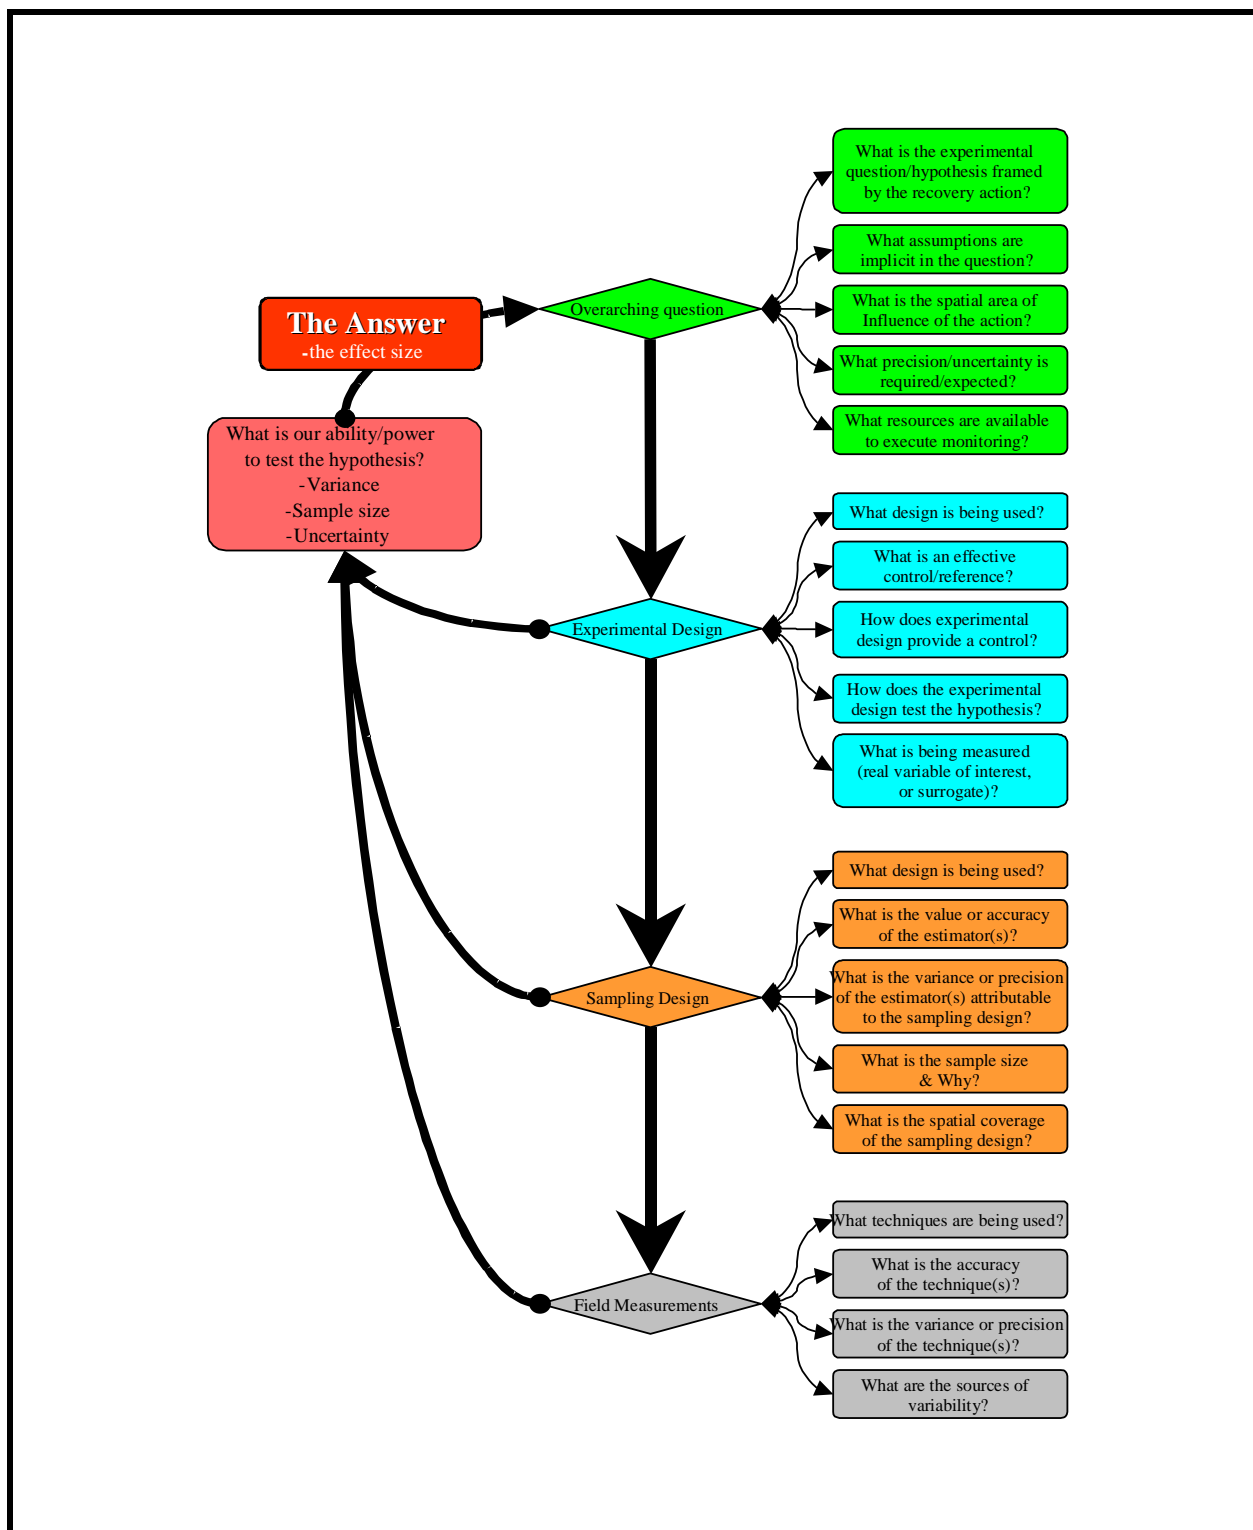 What is the experimental
question/hypothesis framed
by the recovery action?
What assumptions are
implicit in the question?
Overarching question
What is the spatial area of
Influence of the action?
The Answer
-the effect size
What precision/uncertainty is
required/expected?
What resources are available
to execute monitoring?
What is our ability/power
to test the hypothesis?
-Variance
-Sample size
-Uncertainty
What design is being used?
What is an effective
control/reference?
Experimental Design
How does experimental
design provide a control?
How does the experimental
design test the hypothesis?
What is being measured
(real variable of interest,
or surrogate)?
What design is being used?
What is the value or accuracy
of the estimator(s)?
Sampling Design
What is the variance or precision
of the estimator(s) attributable
to the sampling design?
What is the sample size
& Why?
What is the spatial coverage
of the sampling design?
What techniques are being used?
What is the accuracy
of the technique(s)?
Field Measurements
What is the variance or precision
of the technique(s)?
What are the sources of
variability?